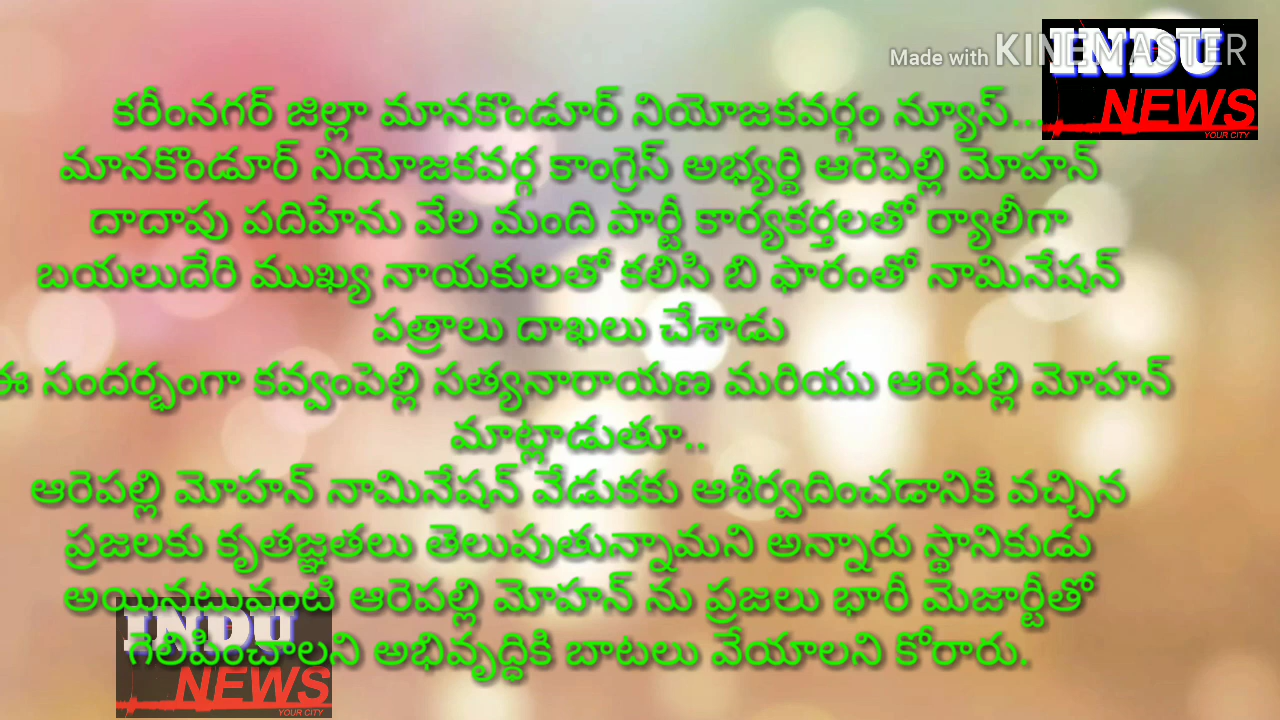 Made with KINEMASTER
INDU
NEWS
YOUR CITY
కరీంనగర్ జిల్లా మానకొండూర్ నియోజకవర్గం న్యూస్...
మానకొండూర్ నియోజకవర్గ కాంగ్రెస్ అభ్యర్థి ఆరెపెల్లి మోహన్
దాదాపు పదిహేను వేల మంది పార్టీ కార్యకర్తలతో ర్యాలీగా
బయలుదేరి ముఖ్య నాయకులతో కలిసి బి ఫారంతో నామినేషన్
పత్రాలు దాఖలు చేశాడు
ఈ సందర్భంగా కవ్వంపెల్లి సత్యనారాయణ మరియు ఆరెపల్లి మోహన్
మాట్లాడుతూ..
ఆరెపల్లి మోహన్ నామినేషన్ వేడుకకు ఆశీర్వదించడానికి వచ్చిన
ప్రజలకు కృతజ్ఞతలు తెలుపుతున్నామని అన్నారు స్థానికుడు
అయినటువంటి ఆరెపల్లి మోహన్ ను ప్రజలు భారీ మెజార్టీతో
గెలిపించాలని అభివృద్ధికి బాటలు వేయాలని కోరారు.
INDU
NEWS
YOUR CITY